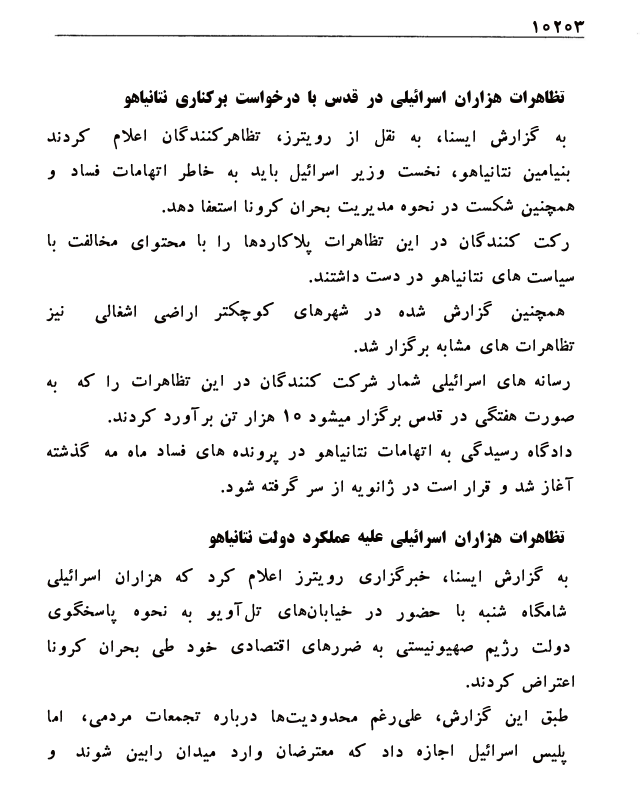 ۱۰۲۰۳
تظاهرات هزاران اسرائیلی در قدس با درخواست برکناری نتانیاهو
به گزارش ایسنا، به نقل از رویترز، تظاهرکنندگان اعلام کردند
بنیامین نتانیاهو، نخست وزیر اسرائیل باید به خاطر اتهامات فساد و
همچنین شکست در نحوه مدیریت بحران کرونا استعفا دهد.
رکت کنندگان در این تظاهرات پلاکاردها را با محتوای مخالفت با
سیاست های نتانیاهو در دست داشتند.
همچنین گزارش شده در شهرهای کوچکتر اراضی اشغالی نیز
تظاهرات های مشابه برگزار شد.
رسانه های اسرائیلی شمار شرکت کنندگان در این تظاهرات را که به
صورت هفتگی در قدس برگزار میشود ۱۰ هزار تن برآورد کردند.
دادگاه رسیدگی به اتهامات نتانیاهو در پرونده های فساد ماه مه گذشته
آغاز شد و قرار است در ژانویه از سر گرفته شود.
تظاهرات هزاران اسرائیلی علیه عملکرد دولت نتانیاهو
به گزارش ایسنا، خبرگزاری رویترز اعلام کرد که هزاران اسرائیلی
شامگاه شنبه با حضور در خیابان‌های تل‌آویو به نحوه پاسخگوی
دولت رژیم صهیونیستی به ضررهای اقتصادی خود طی بحران کرونا
اعتراض کردند.
طبق این گزارش، علی‌رغم محدودیت‌ها درباره تجمعات مردمی، اما
پلیس اسرائیل اجازه داد که معترضان وارد میدان رابین شوند و